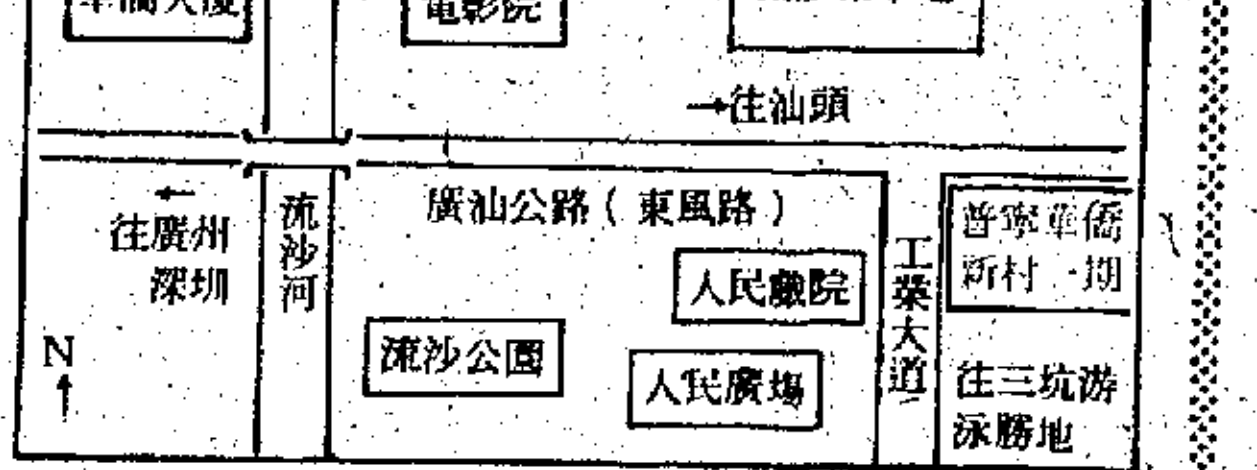 電影院
→往汕頭
廣汕公路（東風路）
←
往廣州
深圳
流沙河
工業大道
普寧華僑
新村一期
人民戲院
流沙公園
人民廣場
往三坑游
泳勝地
N
↑